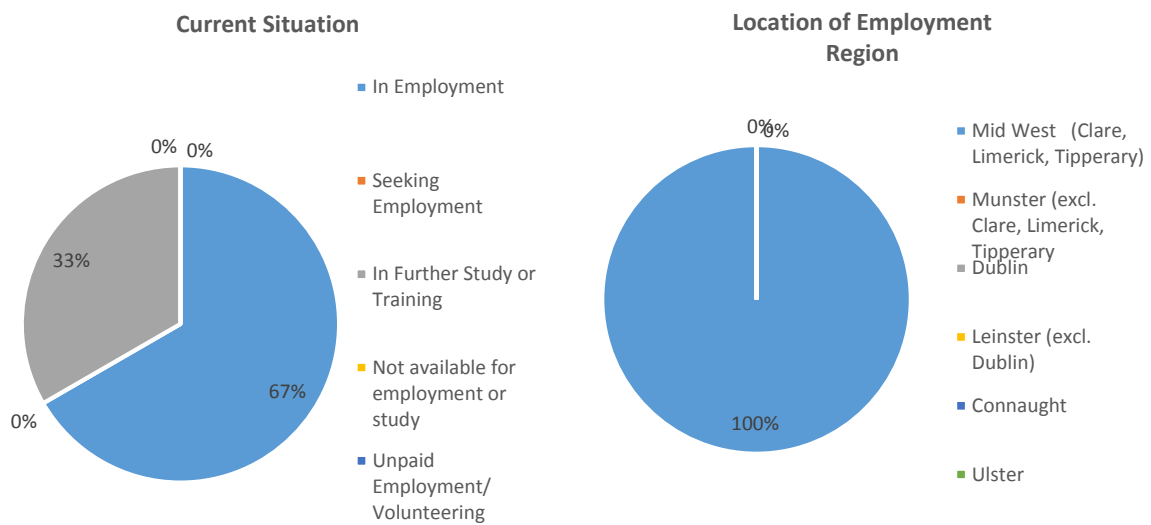 Current Situation
0%
0%
33%
67%
0%
In Employment
Seeking
Employment
In Further Study or
Training
Not available for
employment or
study
Unpaid
Employment/
Volunteering
Location of Employment
Region
0%
0%
100%
Mid West (Clare,
Limerick, Tipperary)
Munster (excl.
Clare, Limerick,
Tipperary
Dublin
Leinster (excl.
Dublin)
Connaught
Ulster